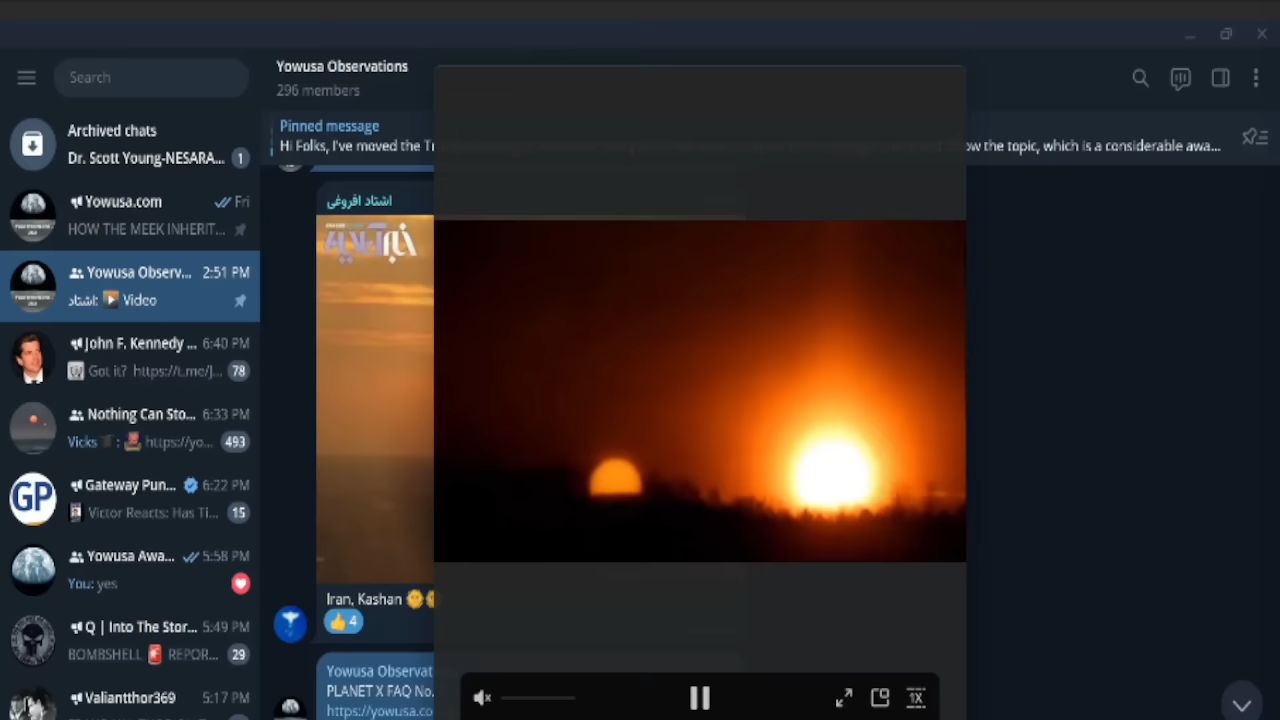 Search
Archived chats
Dr. Scott Young-NESARA...
1
Yowusa.com
Fri
HOW THE MEEK INHERIT...
Yowusa Observ...
2:51 PM
اشتاد: Video
John F. Kennedy ...
6:40 PM
Got it? https://t.me/J...
78
Nothing Can Sto...
6:33 PM
Vicks : https://yo...
493
Gateway Pun...
6:22 PM
GP
Victor Reacts: Has Ti...
15
Yowusa Awa...
5:58 PM
You: yes
Q | Into The Stor...
5:49 PM
BOMBSHELL REPOR...
29
Valiantthor369
5:17 PM
Yowusa Observations
296 members
Pinned message
Hi Folks, I've moved the
ow the topic, which is a considerable awa...
اشتاد افروغی
خبرآنلاین
Iran, Kashan
4
Yowusa Observat
PLANET X FAQ No.
https://yowusa.co
1X